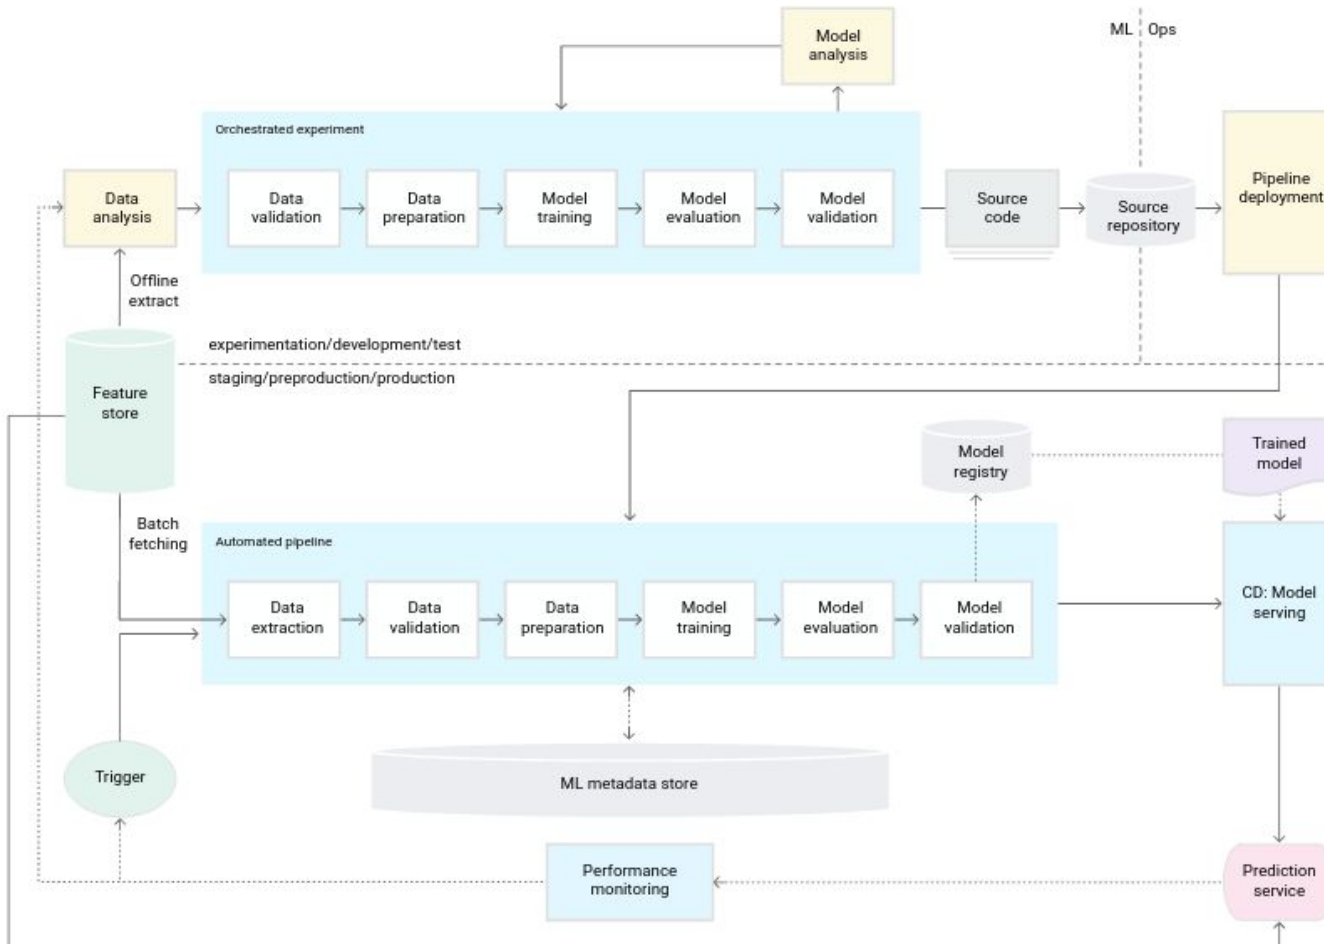 Model
analysis
ML
Ops
Orchestrated experiment
Data
analysis
Data
validation
Data
preparation
Model
training
Model
evaluation
Model
validation
Source
code
Source
repository
Pipeline
deployment
Offline
extract
experimentation/development/test
staging/preproduction/production
Feature
store
Model
registry
Trained
model
Batch
fetching
Automated pipeline
Data
extraction
Data
validation
Data
preparation
Model
training
Model
evaluation
Model
validation
CD: Model
serving
Trigger
ML metadata store
Performance
monitoring
Prediction
service